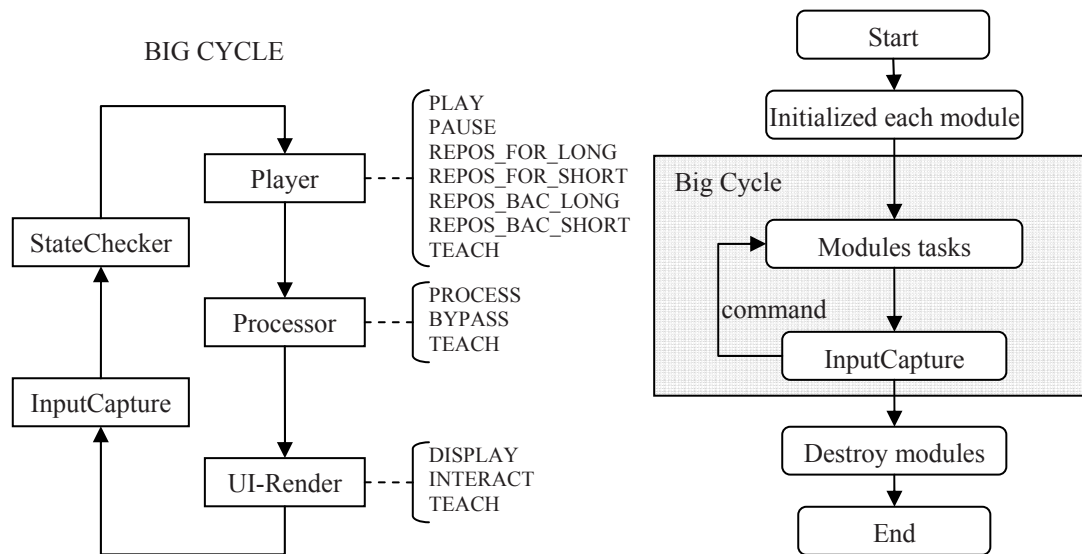 BIG CYCLE
Player
PLAY
PAUSE
REPOS_FOR_LONG
REPOS_FOR_SHORT
REPOS_BAC_LONG
REPOS_BAC_SHORT
TEACH
StateChecker
Processor
PROCESS
BYPASS
TEACH
InputCapture
UI-Render
DISPLAY
INTERACT
TEACH
Start
Initialized each module
Big Cycle
Modules tasks
command
InputCapture
Destroy modules
End